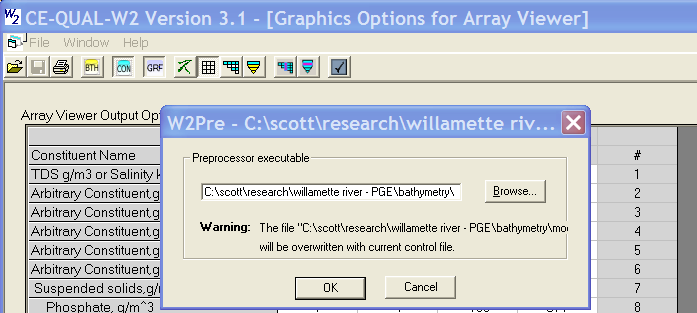 W2 CE-QUAL-W2 Version 3.1 - [Graphics Options for Array Viewer]
File Window Help
BTH CON GRF
Array Viewer Output Opt
W2Pre - C:\scott\research\willamette riv...
Preprocessor executable
C:\scott\research\willamette river - PGE\bathymetry\
Browse...
Warning: The file "C:\scott\research\willamette river - PGE\bathymetry\mod
will be overwritten with current control file.
OK Cancel
Constituent Name #
TDS g/m3 or Salinity k 1
Arbitrary Constituent,g 2
Arbitrary Constituent,g 3
Arbitrary Constituent,g 4
Arbitrary Constituent,g 5
Arbitrary Constituent,g 6
Suspended solids,g/ 7
Phosphate, g/m^3 8